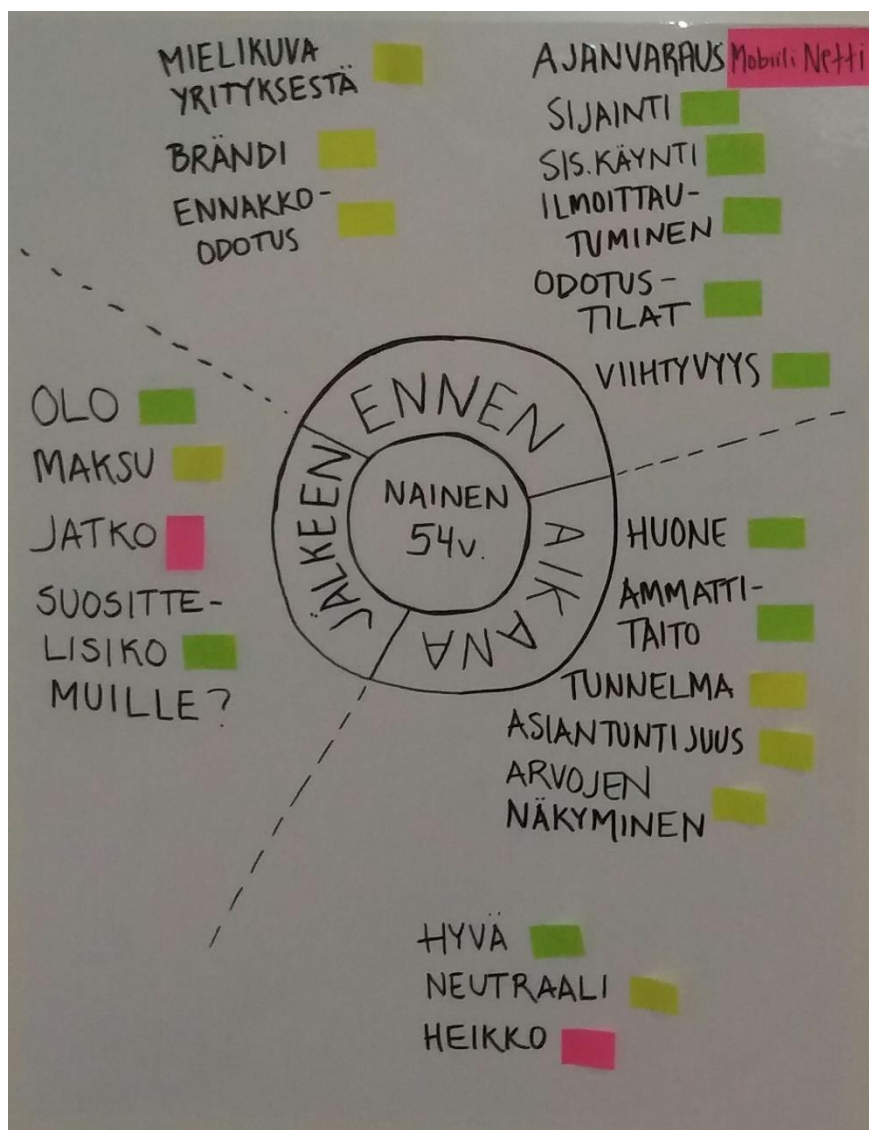 MIELIKUVA
YRITYKSESTÄ
BRÄNDI
ENNAKKO-
ODOTUS
AJANVARAUS Mobiili Netti
SIJAINTI
SIS.KÄYNTI
ILMOITTAU-
TUMINEN
ODOTUS-
TILAT
VIIHTYVYYS
ENNEN
AIKANA
JÄLKEEN
NAINEN
54v.
OLO
MAKSU
JATKO
SUOSITTE-
LISIKO
MUILLE?
HUONE
AMMATTI-
TAITO
TUNNELMA
ASIANTUNTIJUUS
ARVOJEN
NÄKYMINEN
HYVÄ
NEUTRAALI
HEIKKO